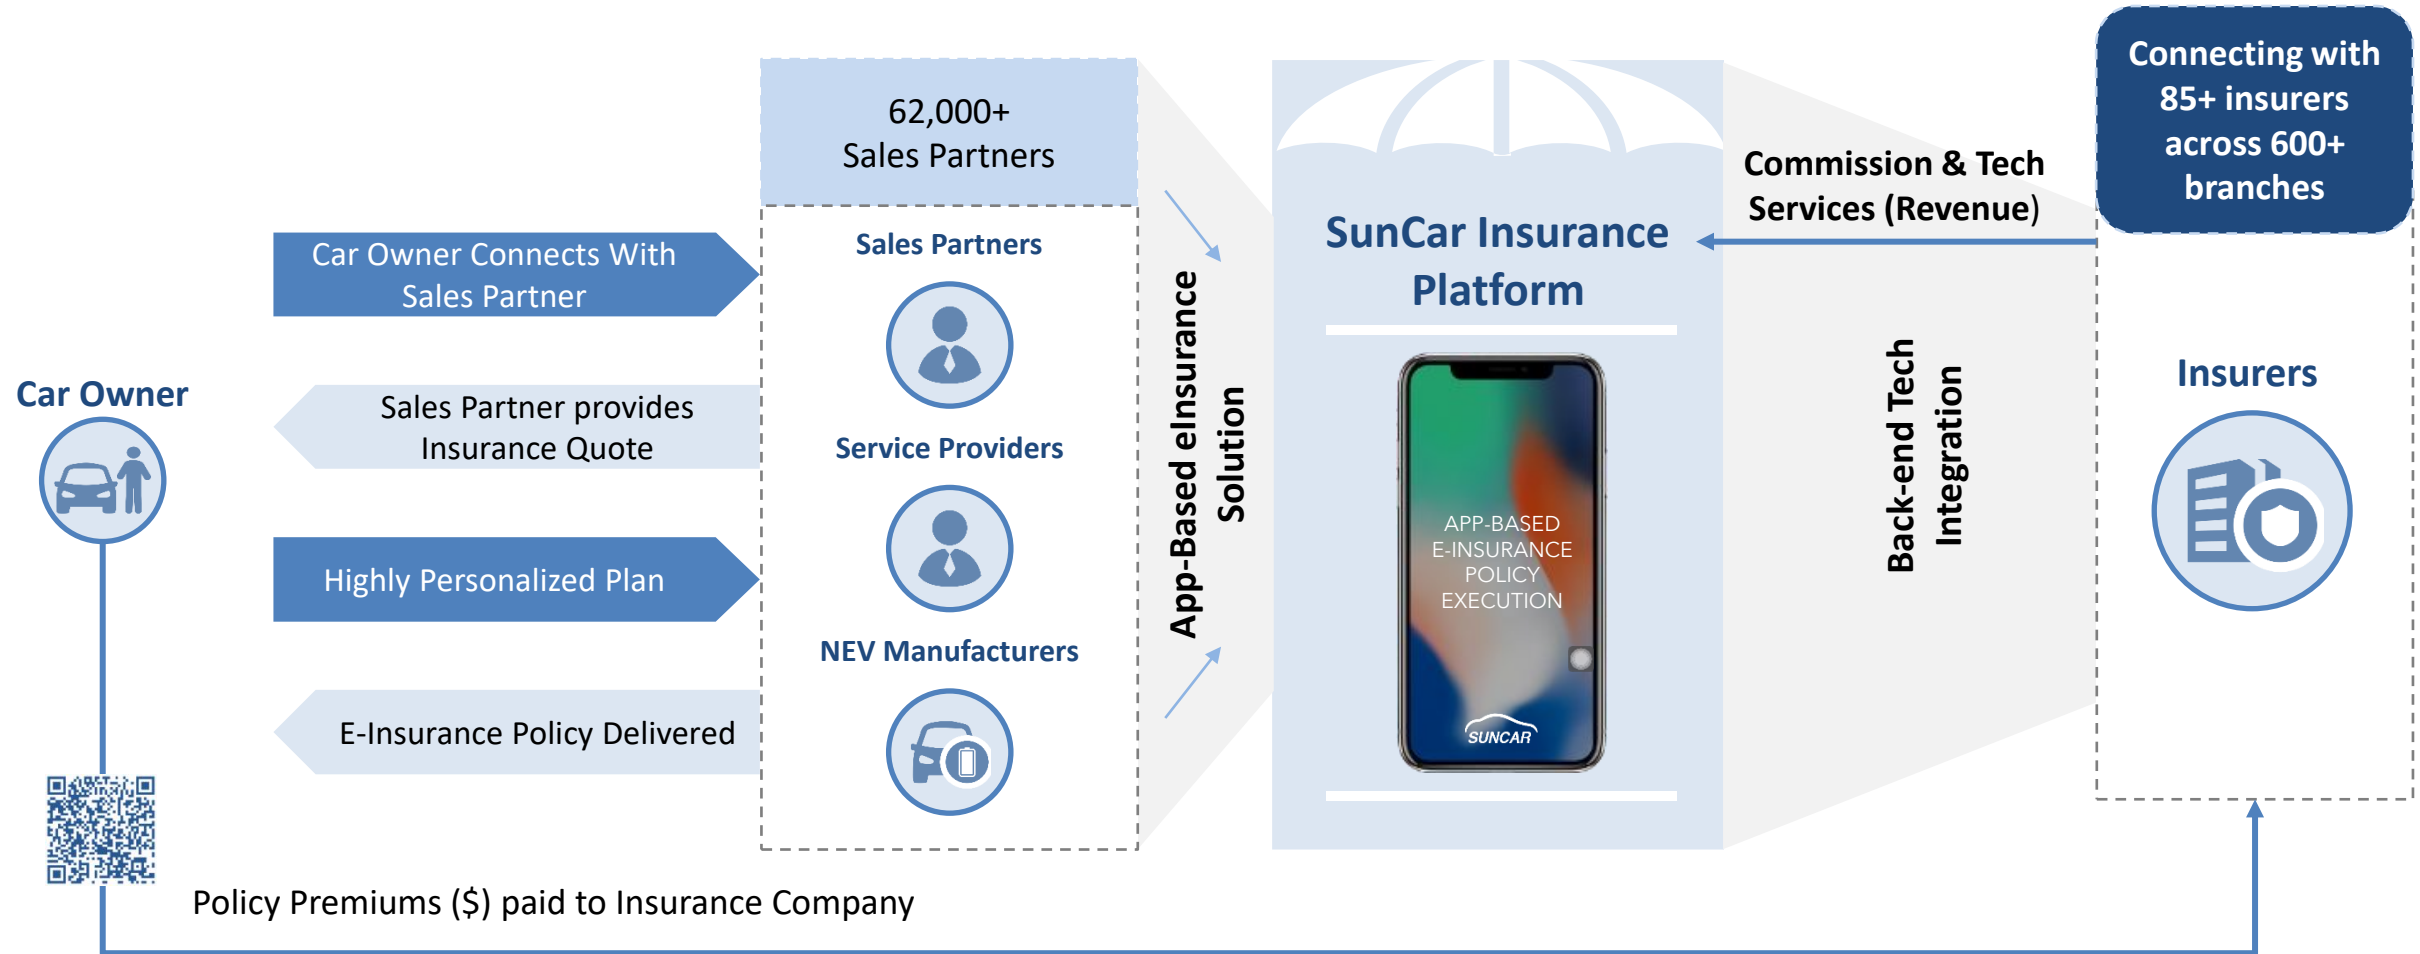 Car Owner
Car Owner Connects With
Sales Partner
Sales Partner provides
Insurance Quote
Highly Personalized Plan
E-Insurance Policy Delivered
62,000+
Sales Partners
Sales Partners
Service Providers
NEV Manufacturers
App-Based eInsurance
Solution
SunCar Insurance
Platform
APP-BASED
E-INSURANCE
POLICY
EXECUTION
SUNCAR
Commission & Tech
Services (Revenue)
Back-end Tech
Integration
Connecting with
85+ insurers
across 600+
branches
Insurers
Policy Premiums ($) paid to Insurance Company